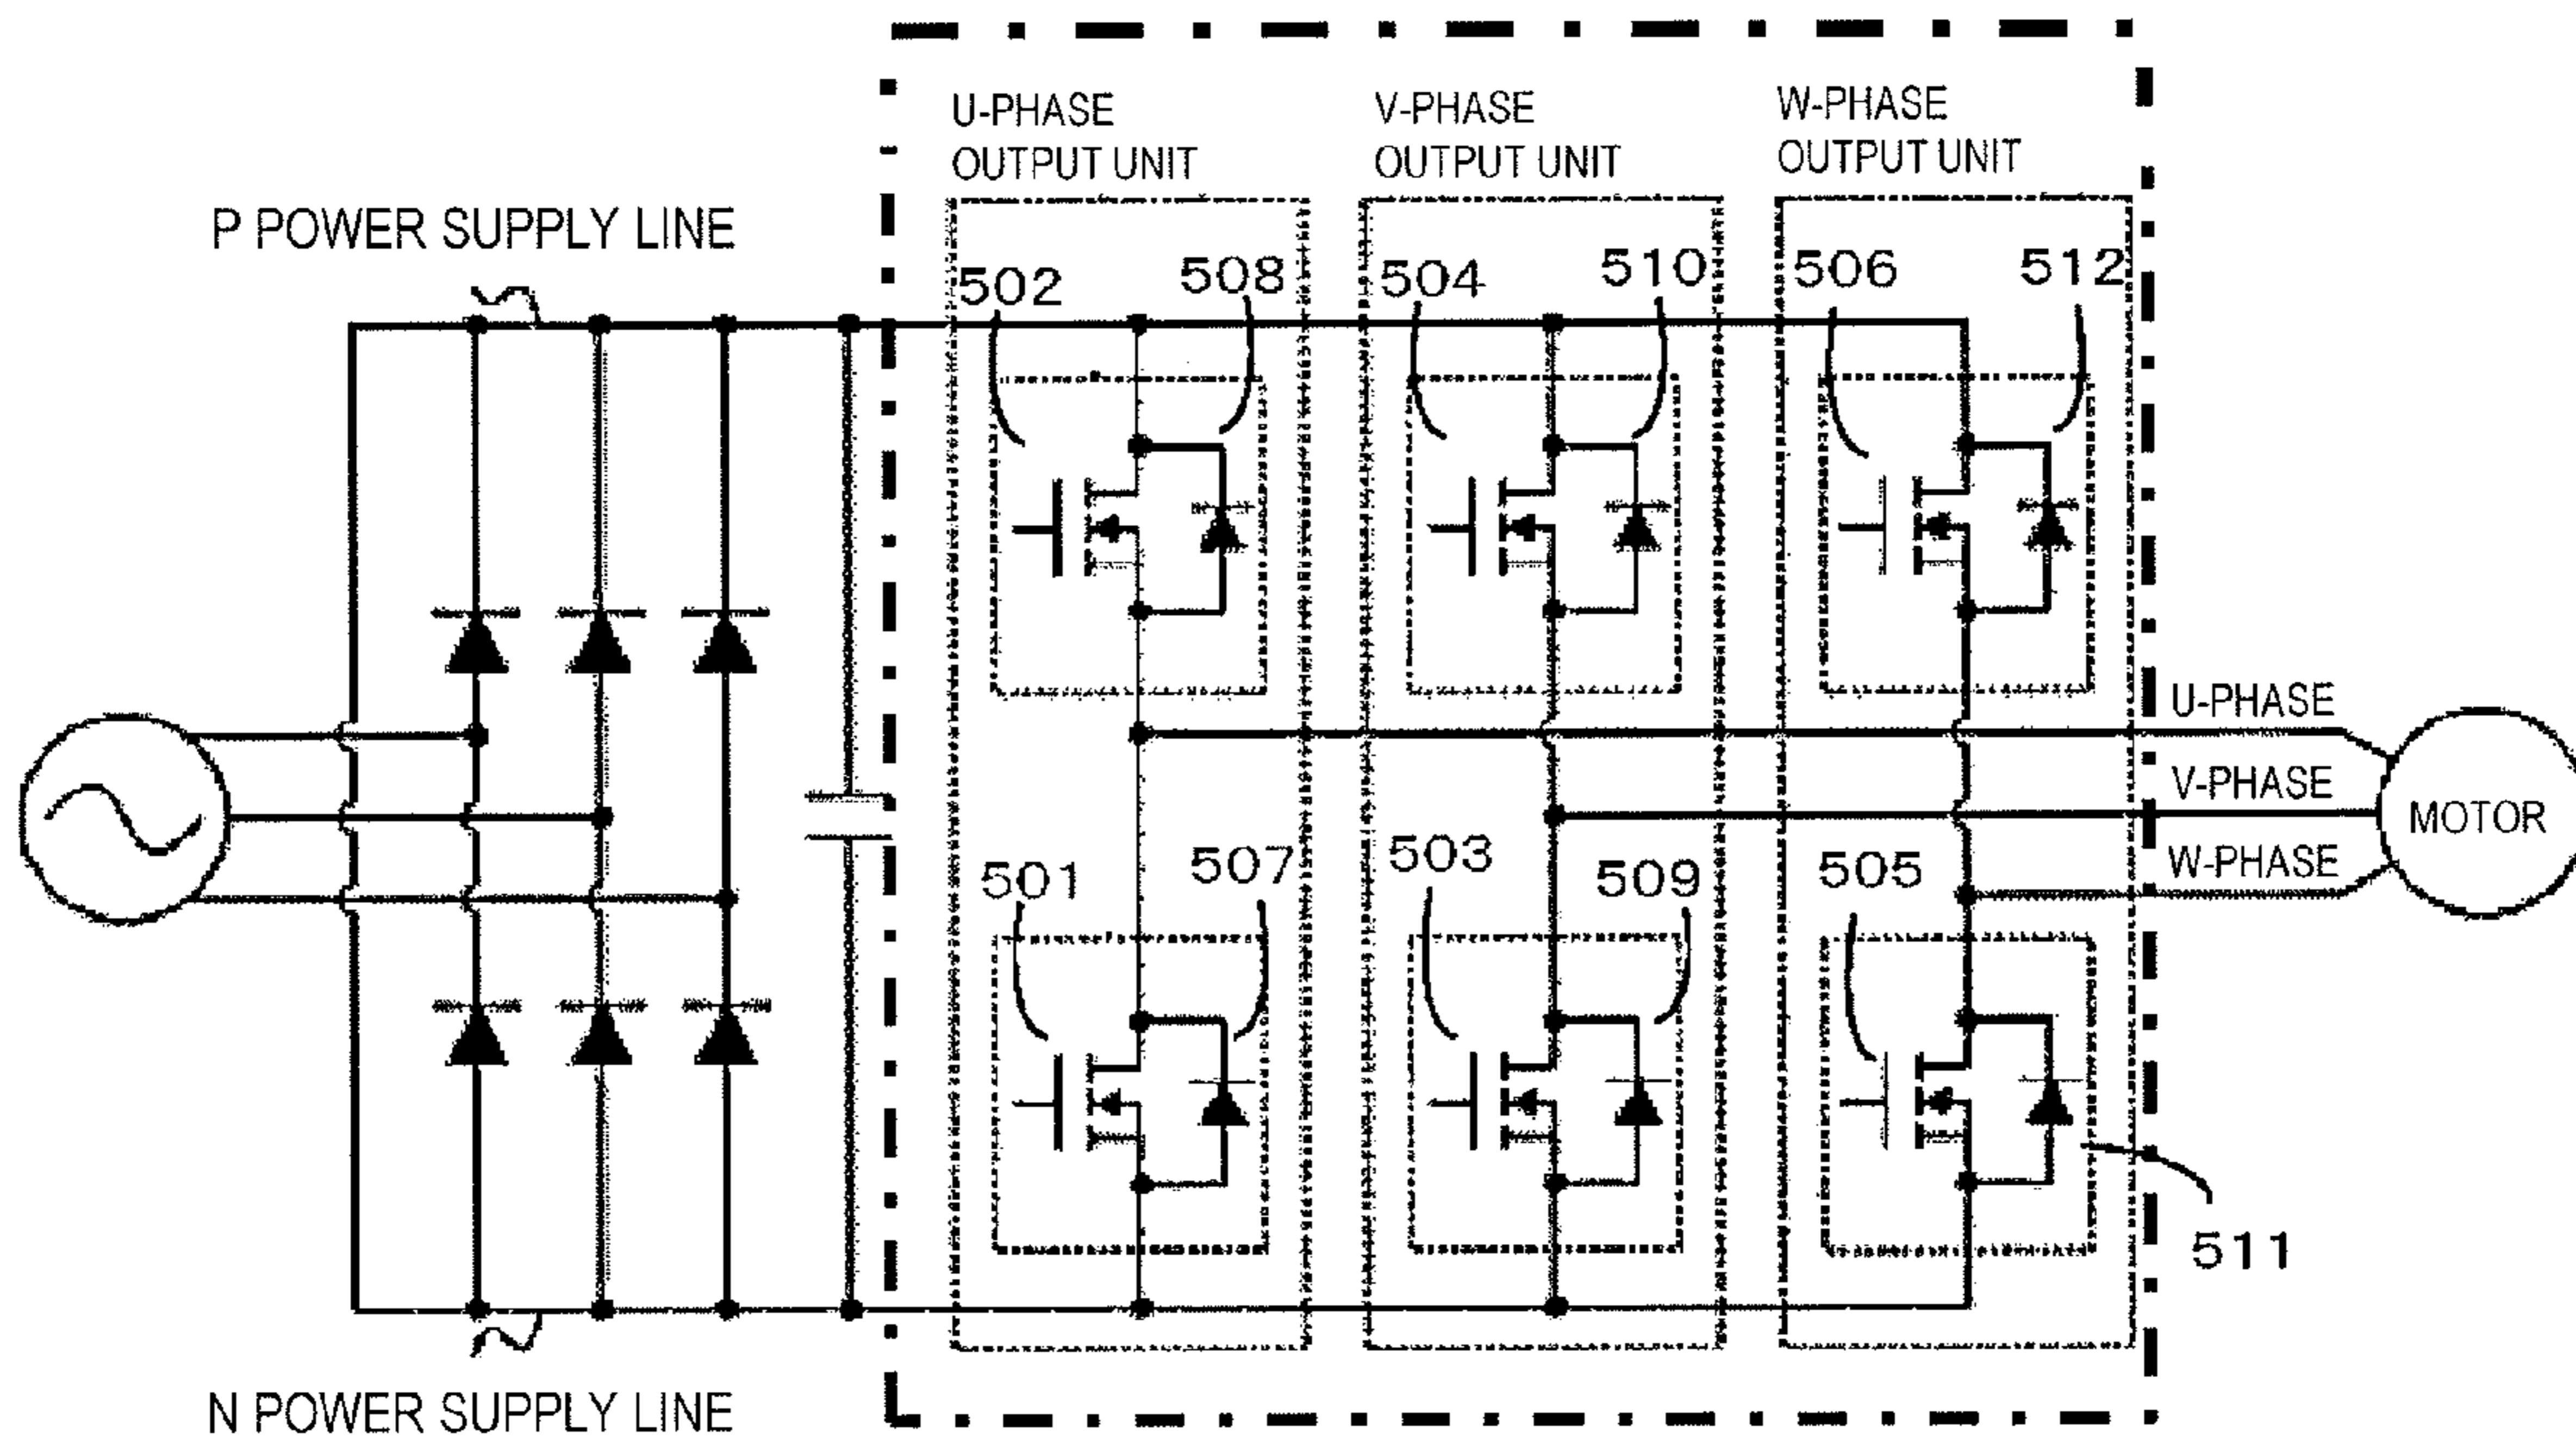 U-PHASE
OUTPUT UNIT
V-PHASE
OUTPUT UNIT
W-PHASE
OUTPUT UNIT
P POWER SUPPLY LINE
502
508
504
510
506
512
U-PHASE
V-PHASE
MOTOR
W-PHASE
501
507
503
509
505
511
N POWER SUPPLY LINE